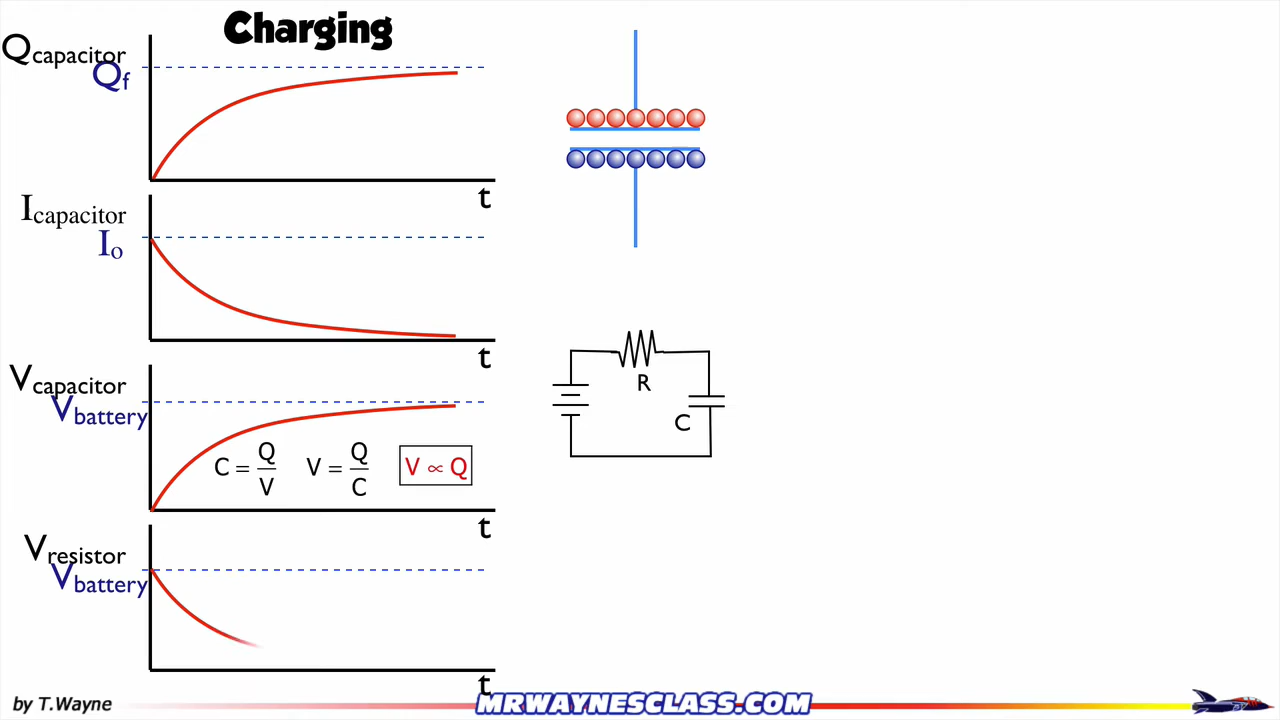 Charging
Qcapacitor
Qf
t
Icapacitor
Io
t
Vcapacitor
Vbattery
C = Q/V V = Q/C V ∝ Q
t
Vresistor
Vbattery
t
R
C
by T.Wayne
MRWAYNESCLASS.COM